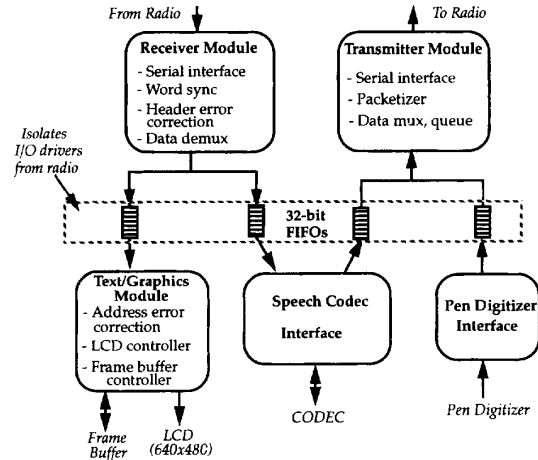 From Radio
To Radio
Receiver Module
- Serial interface
- Word sync
- Header error
correction
- Data demux
Transmitter Module
- Serial interface
- Packetizer
- Data mux, queue
Isolates
I/O drivers
from radio
32-bit
FIFOs
Text/Graphics
Module
- Address error
correction
- LCD controller
- Frame buffer
controller
Speech Codec
Interface
Pen Digitizer
Interface
Frame
Buffer
LCD
(640x480)
CODEC
Pen Digitizer